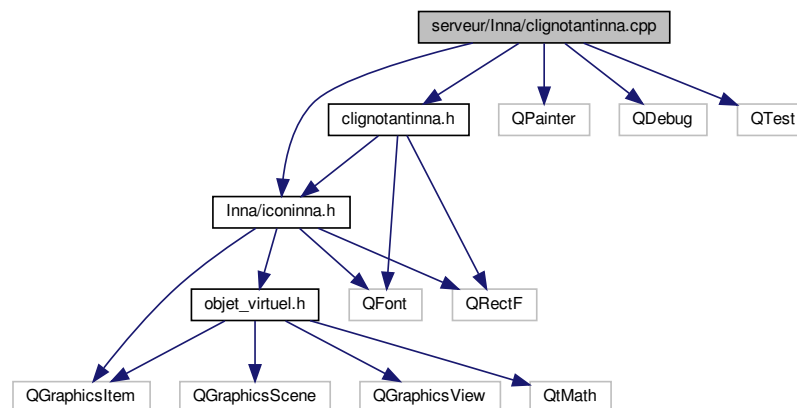 serveur/Inna/clignotantinna.cpp
clignotantinna.h
QPainter
QDebug
QTest
Inna/iconinna.h
objet_virtuel.h
QFont
QRectF
QGraphicsItem
QGraphicsScene
QGraphicsView
QtMath